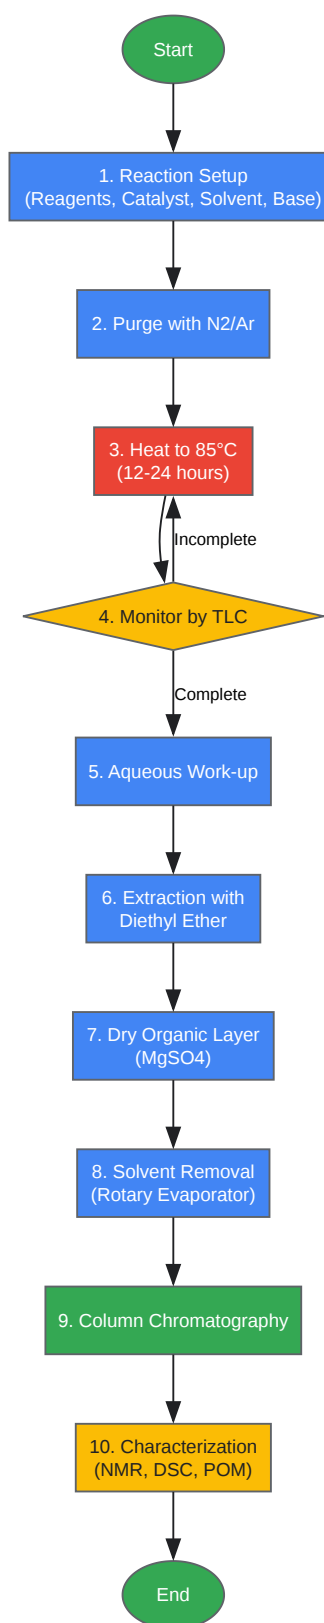 Start
1. Reaction Setup
(Reagents, Catalyst, Solvent, Base)
2. Purge with N2/Ar
3. Heat to 85°C
(12-24 hours)
Incomplete
4. Monitor by TLC
Complete
5. Aqueous Work-up
6. Extraction with
Diethyl Ether
7. Dry Organic Layer
(MgSO4)
8. Solvent Removal
(Rotary Evaporator)
9. Column Chromatography
10. Characterization
(NMR, DSC, POM)
End